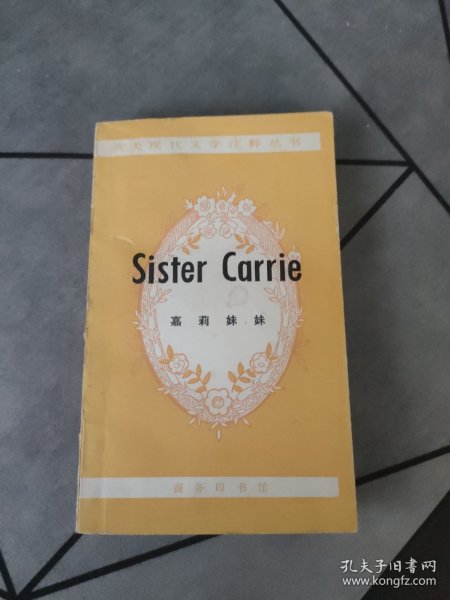 英美现代文学注释丛书
Sister Carrie
嘉莉妹妹
商务印书馆
孔夫子旧书网
www.kongfz.com